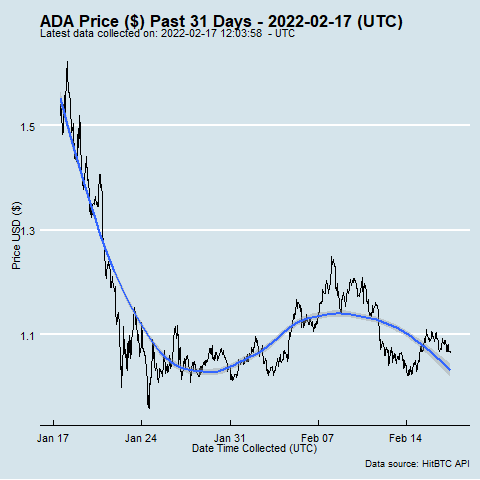 ADA Price ($) Past 31 Days - 2022-02-17 (UTC)
Latest data collected on: 2022-02-17 12:03:58 - UTC
1.5
1.3
1.1
Price USD ($)
Jan 17 Jan 24 Jan 31 Feb 07 Feb 14
Date Time Collected (UTC)
Data source: HitBTC API